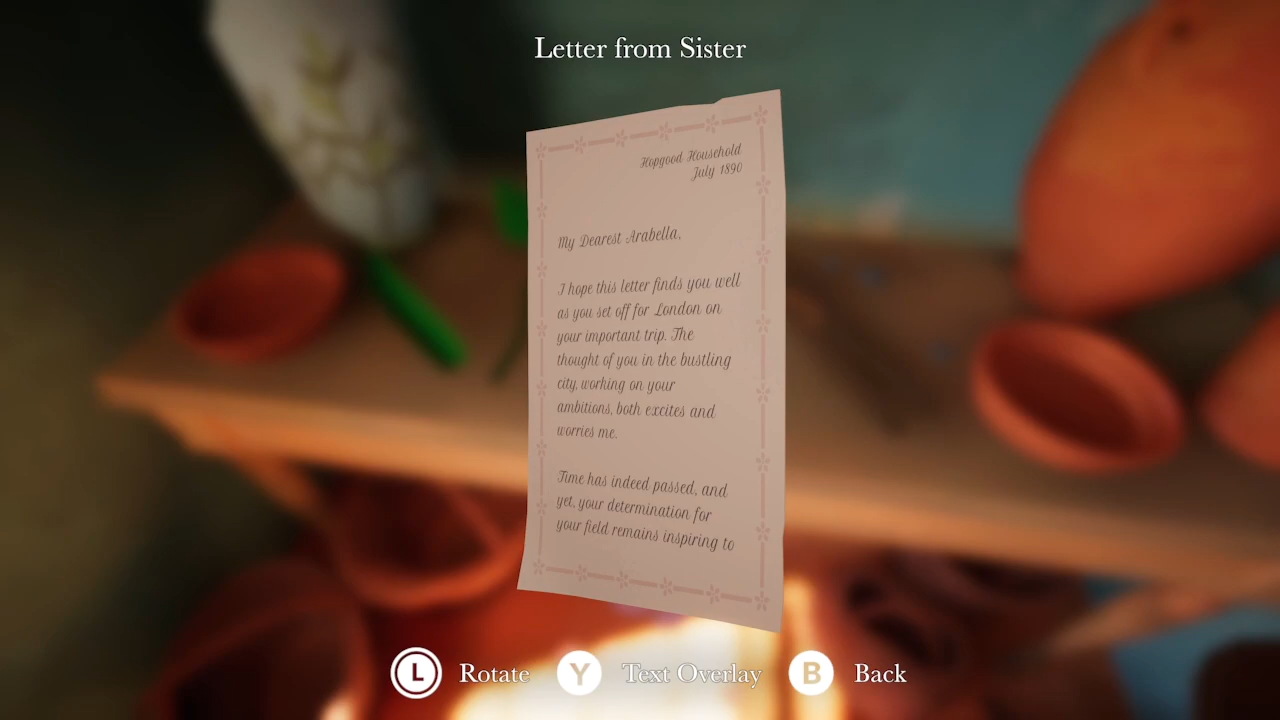 Letter from Sister
Hopgood Household
July 1890
My Dearest Arabella,
I hope this letter finds you well
as you set off for London on
your important trip. The
thought of you in the bustling
city, working on your
ambitions, both excites and
worries me.
Time has indeed passed, and
yet, your determination for
your field remains inspiring to
L Rotate Y Text Overlay B Back